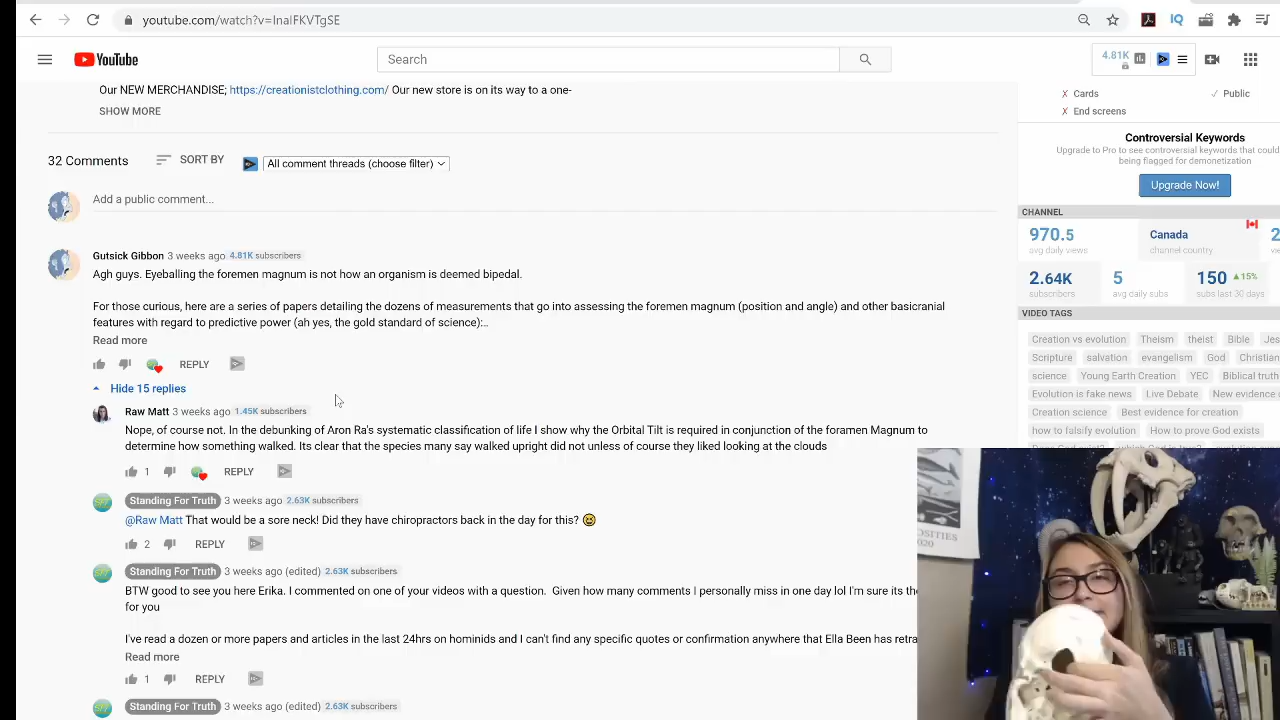 youtube.com/watch?v=InaIFKVTgSE
YouTube
Search
4.81K
Our NEW MERCHANDISE; https://creationistclothing.com/ Our new store is on its way to a one-
SHOW MORE
32 Comments
SORT BY
All comment threads (choose filter)
Add a public comment...
Gutsick Gibbon 3 weeks ago 4.81K subscribers
Agh guys. Eyeballing the foremen magnum is not how an organism is deemed bipedal.
For those curious, here are a series of papers detailing the dozens of measurements that go into assessing the foremen magnum (position and angle) and other basicranial
features with regard to predictive power (ah yes, the gold standard of science):..
Read more
REPLY
Hide 15 replies
Raw Matt 3 weeks ago 1.45K subscribers
Nope, of course not. In the debunking of Aron Ra's systematic classification of life I show why the Orbital Tilt is required in conjunction of the foramen Magnum to
determine how something walked. Its clear that the species many say walked upright did not unless of course they liked looking at the clouds
1 REPLY
Standing For Truth 3 weeks ago 2.63K subscribers
@Raw Matt That would be a sore neck! Did they have chiropractors back in the day for this? 😄
2 REPLY
Standing For Truth 3 weeks ago (edited) 2.63K subscribers
BTW good to see you here Erika. I commented on one of your videos with a question. Given how many comments I personally miss in one day lol I'm sure its the
for you
I've read a dozen or more papers and articles in the last 24hrs on hominids and I can't find any specific quotes or confirmation anywhere that Ella Been has retra
Read more
1 REPLY
Standing For Truth 3 weeks ago (edited) 2.63K subscribers
✗ Cards ✓ Public
✗ End screens
Controversial Keywords
Upgrade to Pro to see controversial keywords that could
being flagged for demonetization
Upgrade Now!
CHANNEL
970.5 Canada 2
avg daily views channel country
2.64K 5 150 ▲15%
subscribers avg daily subs subs last 30 days
VIDEO TAGS
Creation vs evolution Theism theist Bible Jes
Scripture salvation evangelism God Christian
science Young Earth Creation YEC Biblical truth
Evolution is fake news Live Debate New evidence
Creation science Best evidence for creation
how to falsify evolution How to prove God exists
which God is true?
OSITIES
2020